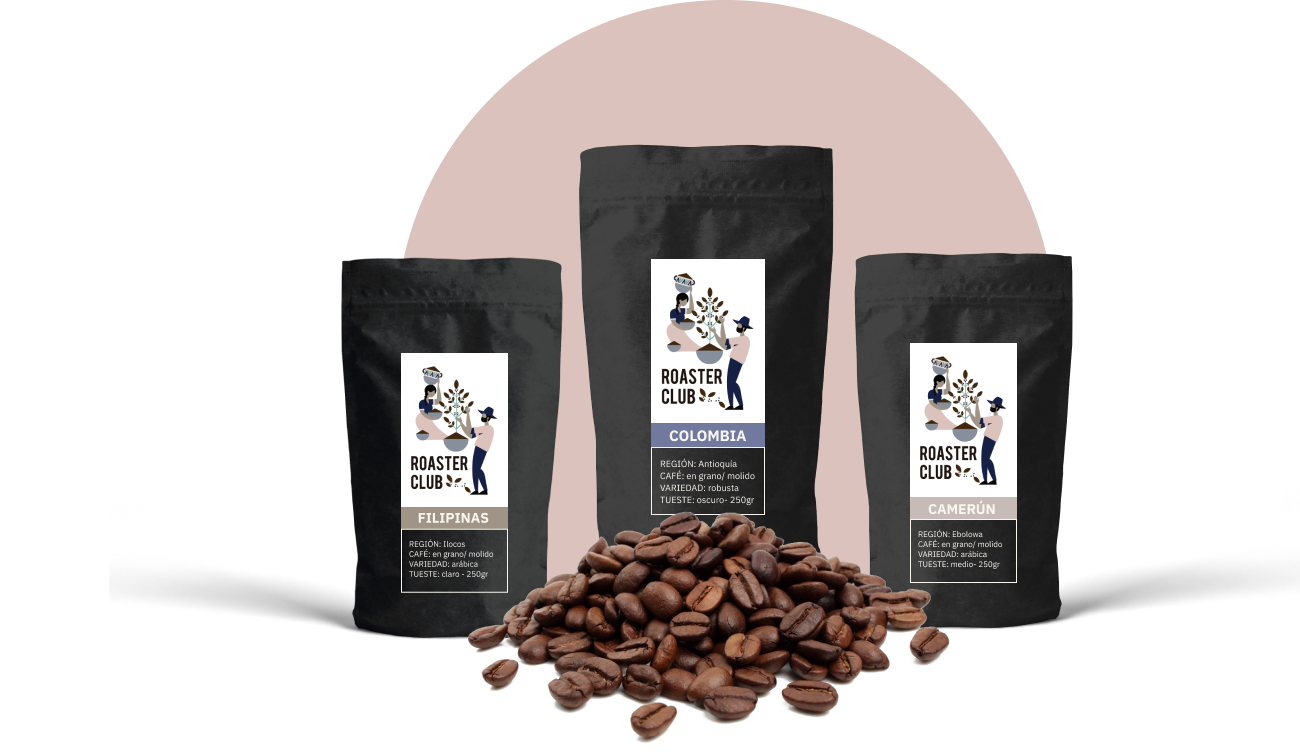 ROASTER
CLUB
FILIPINAS
REGIÓN: Ilocos
CAFÉ: en grano/ molido
VARIEDAD: arábica
TUESTE: claro - 250gr
ROASTER
CLUB
COLOMBIA
REGIÓN: Antioquía
CAFÉ: en grano/ molido
VARIEDAD: robusta
TUESTE: oscuro- 250gr
ROASTER
CLUB
CAMERÚN
REGIÓN: Ebolowa
CAFÉ: en grano/ molido
VARIEDAD: arábica
TUESTE: medio- 250gr